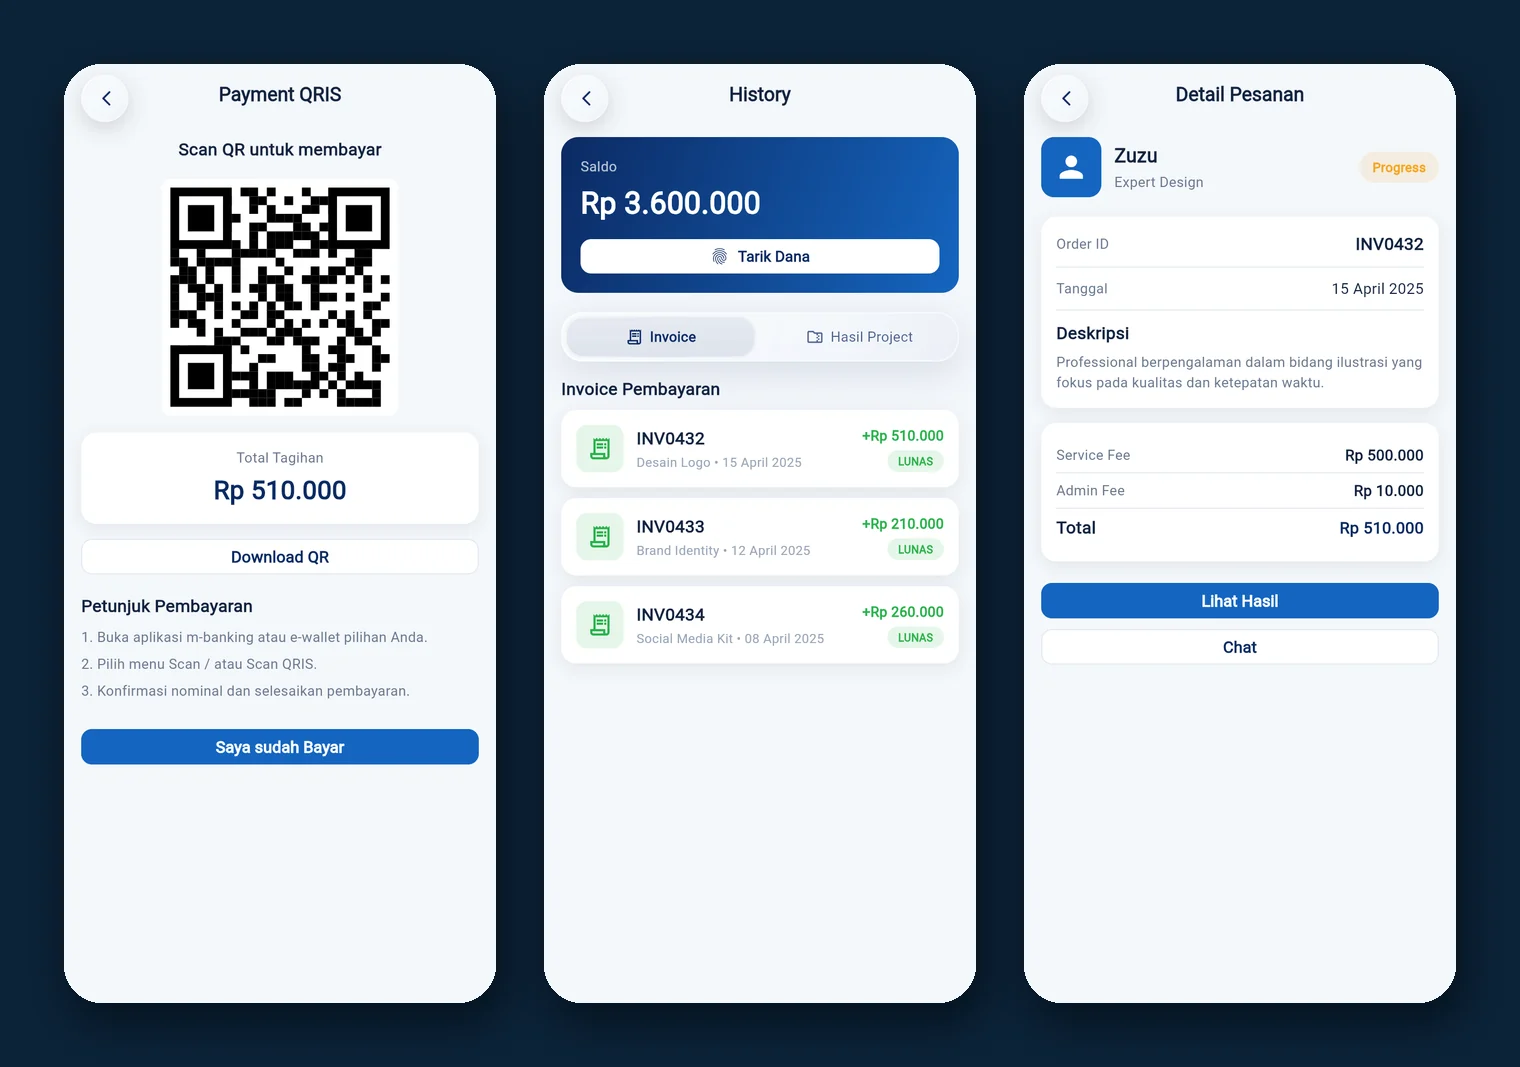 Payment QRIS
Scan QR untuk membayar
Total Tagihan
Rp 510.000
Download QR
Petunjuk Pembayaran
1. Buka aplikasi m-banking atau e-wallet pilihan Anda.
2. Pilih menu Scan / atau Scan QRIS.
3. Konfirmasi nominal dan selesaikan pembayaran.
Saya sudah Bayar
History
Saldo
Rp 3.600.000
Tarik Dana
Invoice
Hasil Project
Invoice Pembayaran
INV0432
+Rp 510.000
Desain Logo • 15 April 2025
LUNAS
INV0433
+Rp 210.000
Brand Identity • 12 April 2025
LUNAS
INV0434
+Rp 260.000
Social Media Kit • 08 April 2025
LUNAS
Detail Pesanan
Zuzu
Expert Design
Progress
Order ID
INV0432
Tanggal
15 April 2025
Deskripsi
Professional berpengalaman dalam bidang ilustrasi yang
fokus pada kualitas dan ketepatan waktu.
Service Fee
Rp 500.000
Admin Fee
Rp 10.000
Total
Rp 510.000
Lihat Hasil
Chat